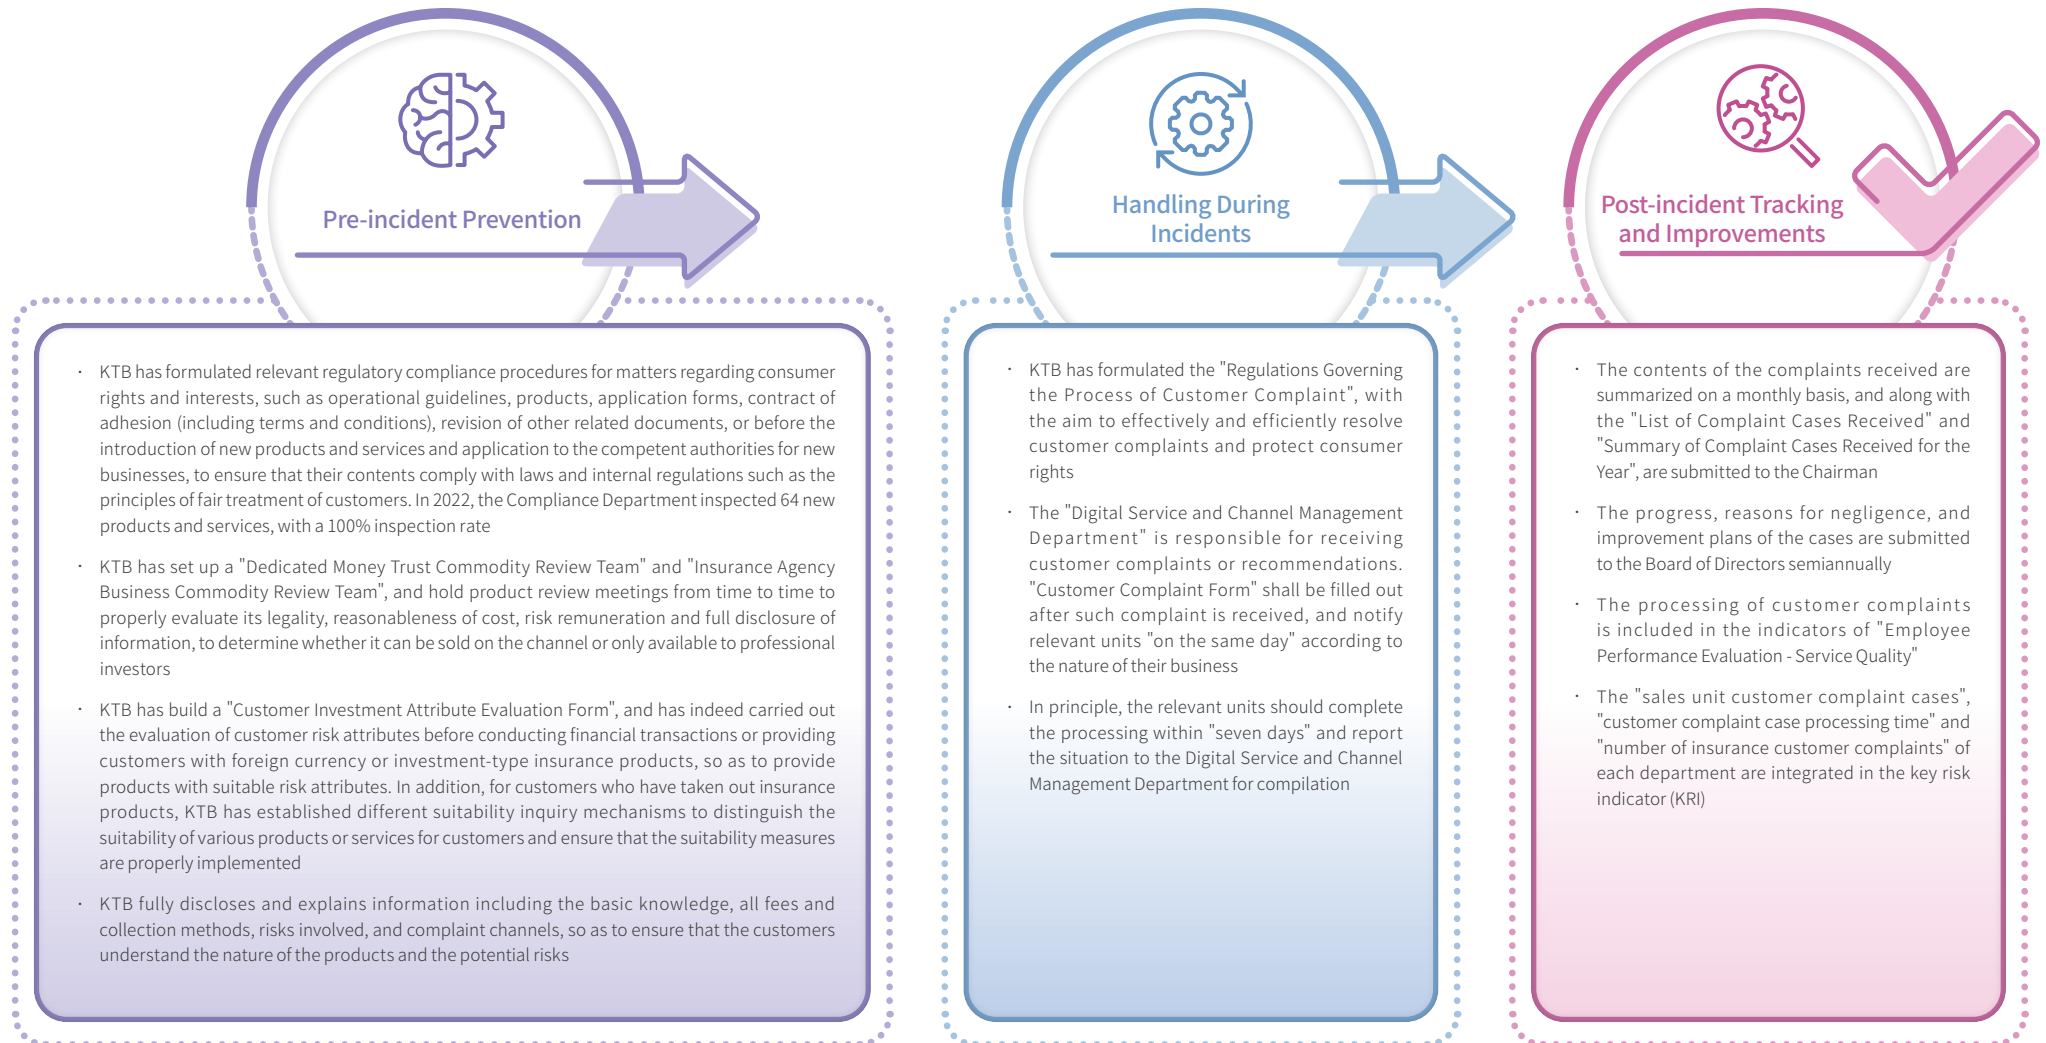 Pre-incident Prevention
· KTB has formulated relevant regulatory compliance procedures for matters regarding consumer
rights and interests, such as operational guidelines, products, application forms, contract of
adhesion (including terms and conditions), revision of other related documents, or before the
introduction of new products and services and application to the competent authorities for new
businesses, to ensure that their contents comply with laws and internal regulations such as the
principles of fair treatment of customers. In 2022, the Compliance Department inspected 64 new
products and services, with a 100% inspection rate
· KTB has set up a "Dedicated Money Trust Commodity Review Team" and "Insurance Agency
Business Commodity Review Team", and hold product review meetings from time to time to
properly evaluate its legality, reasonableness of cost, risk remuneration and full disclosure of
information, to determine whether it can be sold on the channel or only available to professional
investors
· KTB has build a "Customer Investment Attribute Evaluation Form", and has indeed carried out
the evaluation of customer risk attributes before conducting financial transactions or providing
customers with foreign currency or investment-type insurance products, so as to provide
products with suitable risk attributes. In addition, for customers who have taken out insurance
products, KTB has established different suitability inquiry mechanisms to distinguish the
suitability of various products or services for customers and ensure that the suitability measures
are properly implemented
· KTB fully discloses and explains information including the basic knowledge, all fees and
collection methods, risks involved, and complaint channels, so as to ensure that the customers
understand the nature of the products and the potential risks
Handling During
Incidents
· KTB has formulated the "Regulations Governing
the Process of Customer Complaint", with
the aim to effectively and efficiently resolve
customer complaints and protect consumer
rights
· The "Digital Service and Channel Management
Department" is responsible for receiving
customer complaints or recommendations.
"Customer Complaint Form" shall be filled out
after such complaint is received, and notify
relevant units "on the same day" according to
the nature of their business
· In principle, the relevant units should complete
the processing within "seven days" and report
the situation to the Digital Service and Channel
Management Department for compilation
Post-incident Tracking
and Improvements
· The contents of the complaints received are
summarized on a monthly basis, and along with
the "List of Complaint Cases Received" and
"Summary of Complaint Cases Received for the
Year", are submitted to the Chairman
· The progress, reasons for negligence, and
improvement plans of the cases are submitted
to the Board of Directors semiannually
· The processing of customer complaints
is included in the indicators of "Employee
Performance Evaluation - Service Quality"
· The "sales unit customer complaint cases",
"customer complaint case processing time" and
"number of insurance customer complaints" of
each department are integrated in the key risk
indicator (KRI)